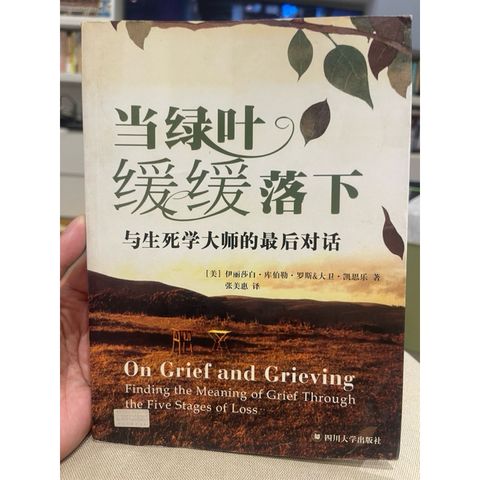 当绿叶
缓缓落下
与生死学大师的最后对话
[美] 伊丽莎白·库伯勒·罗斯&大卫·凯思乐 著
张美惠 译
On Grief and Grieving
Finding the Meaning of Grief Through
the Five Stages of Loss
四川大学出版社